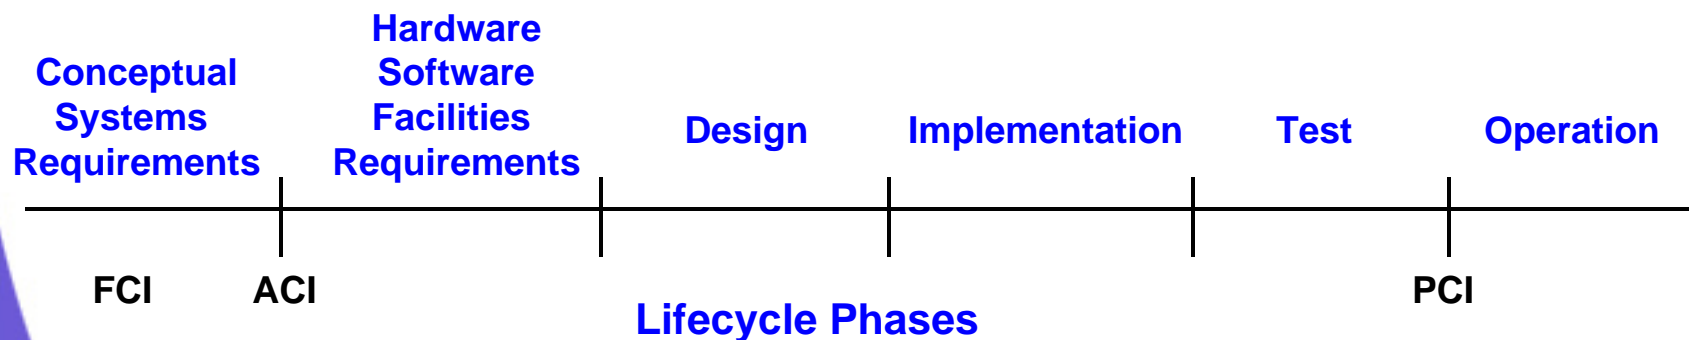 Conceptual
Systems
Requirements
Hardware
Software
Facilities
Requirements
Design
Implementation
Test
Operation
FCI
ACI
PCI
Lifecycle Phases